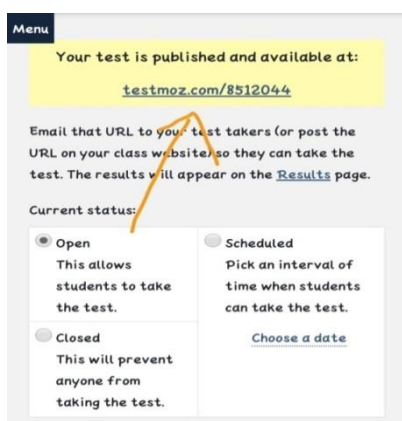 Menu
Your test is published and available at:
testmoz.com/8512044
Email that URL to your test takers (or post the
URL on your class website) so they can take the
test. The results will appear on the Results page.
Current status:
Open
This allows
students to take
the test.
Scheduled
Pick an interval of
time when students
can take the test.
Choose a date
Closed
This will prevent
anyone from
taking the test.